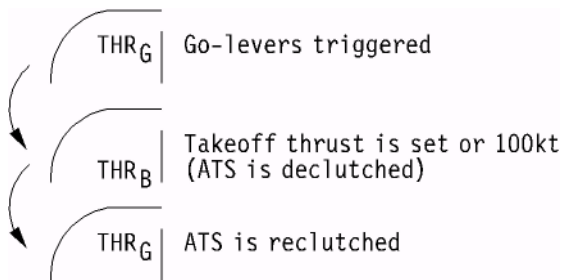 THRG Go-levers triggered
Takeoff thrust is set or 100kt
THRB (ATS is declutched)
THRG ATS is reclutched